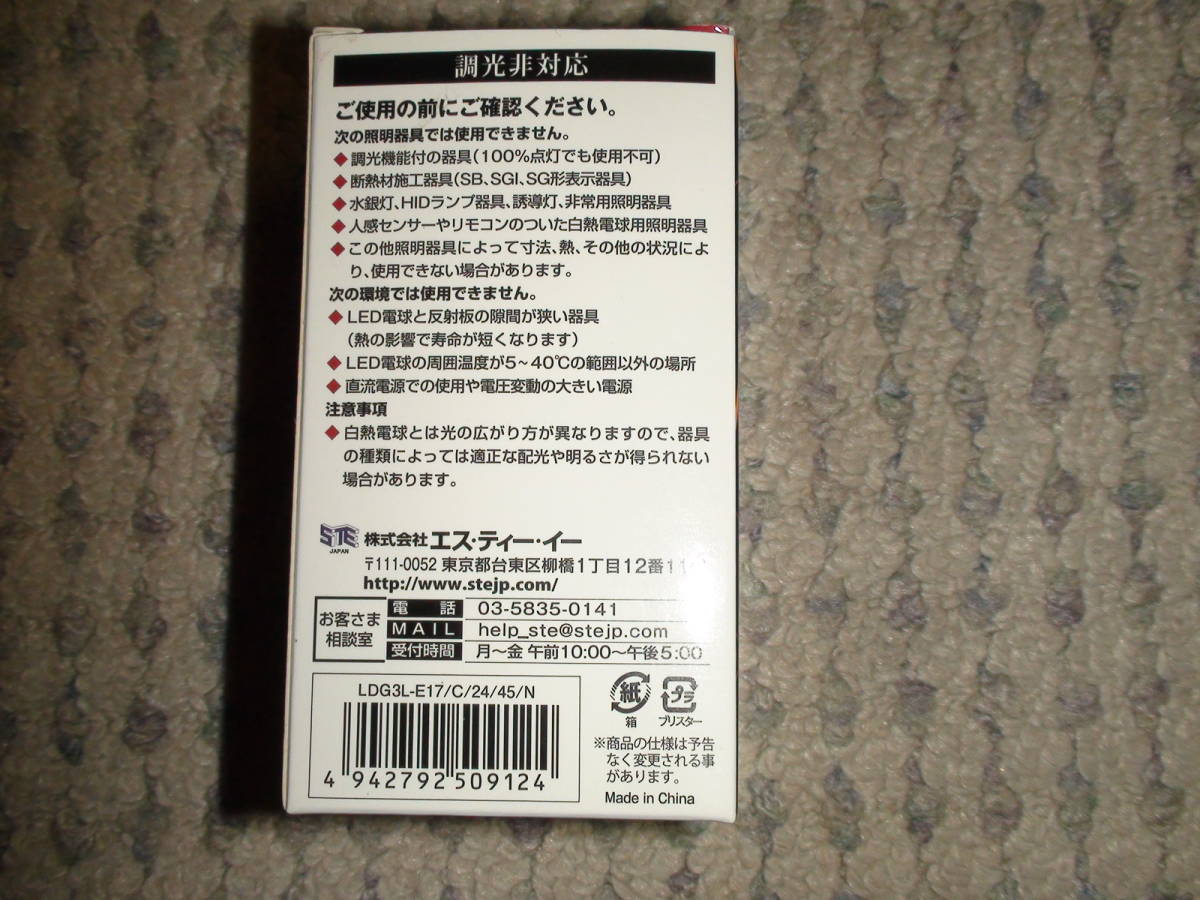 調光非対応
ご使用の前にご確認ください。
次の照明器具では使用できません。
◆調光機能付の器具(100%点灯でも使用不可)
◆断熱材施工器具(SB、SGI、SG形表示器具)
◆水銀灯、HIDランプ器具、誘導灯、非常用照明器具
◆人感センサーやリモコンのついた白熱電球用照明器具
◆この他照明器具によって寸法、熱、その他の状況によ
り、使用できない場合があります。
次の環境では使用できません。
◆LED電球と反射板の隙間が狭い器具
(熱の影響で寿命が短くなります)
◆LED電球の周囲温度が5~40℃の範囲以外の場所
◆直流電源での使用や電圧変動の大きい電源
注意事項
◆白熱電球とは光の広がり方が異なりますので、器具
の種類によっては適正な配光や明るさが得られない
場合があります。
STE JAPAN 株式会社 エス・ティー・イー
〒111-0052 東京都台東区柳橋1丁目12番
http://www.stejp.com/
お客さま相談室
電話 03-5835-0141
MAIL help_ste@stejp.com
受付時間 月~金 午前10:00~午後5:00
LDG3L-E17/C/24/45/N
4 942792 509124
紙 箱
プラ ブリスター
※商品の仕様は予告
なく変更される事
があります。
Made in China